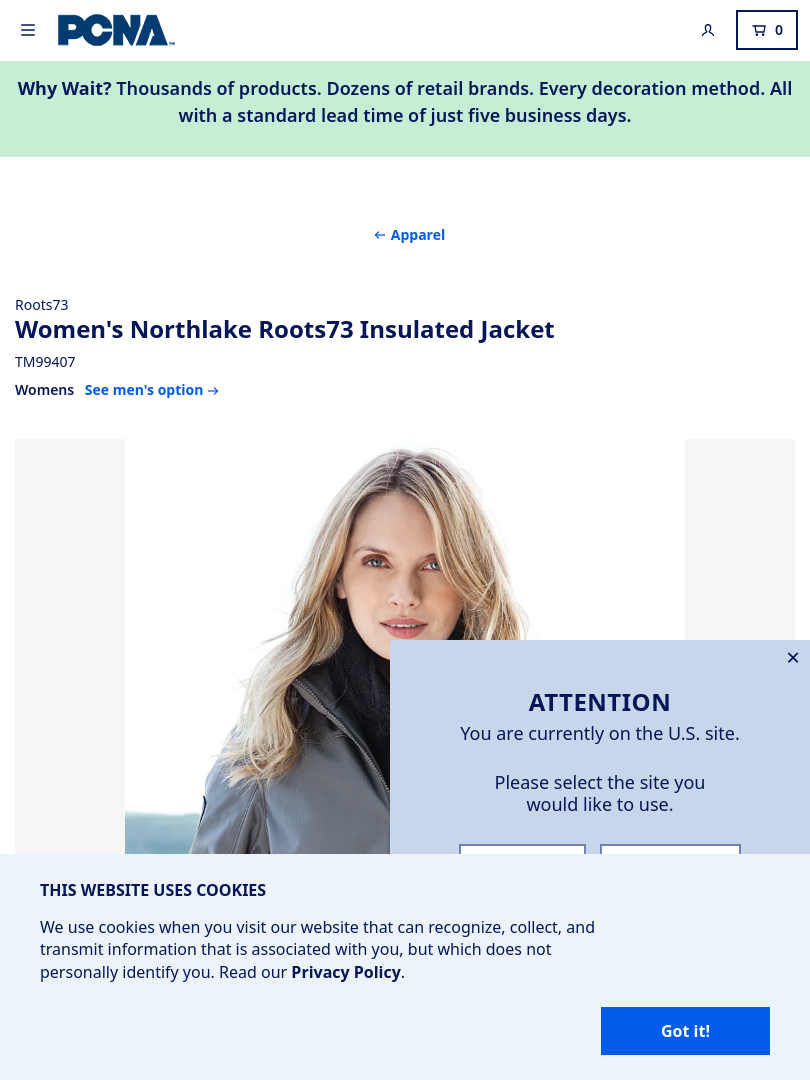 PCNA
0
Why Wait? Thousands of products. Dozens of retail brands. Every decoration method. All
with a standard lead time of just five business days.
← Apparel
Roots73
Women's Northlake Roots73 Insulated Jacket
TM99407
Womens See men's option →
ATTENTION
You are currently on the U.S. site.
Please select the site you
would like to use.
THIS WEBSITE USES COOKIES
We use cookies when you visit our website that can recognize, collect, and
transmit information that is associated with you, but which does not
personally identify you. Read our Privacy Policy.
Got it!